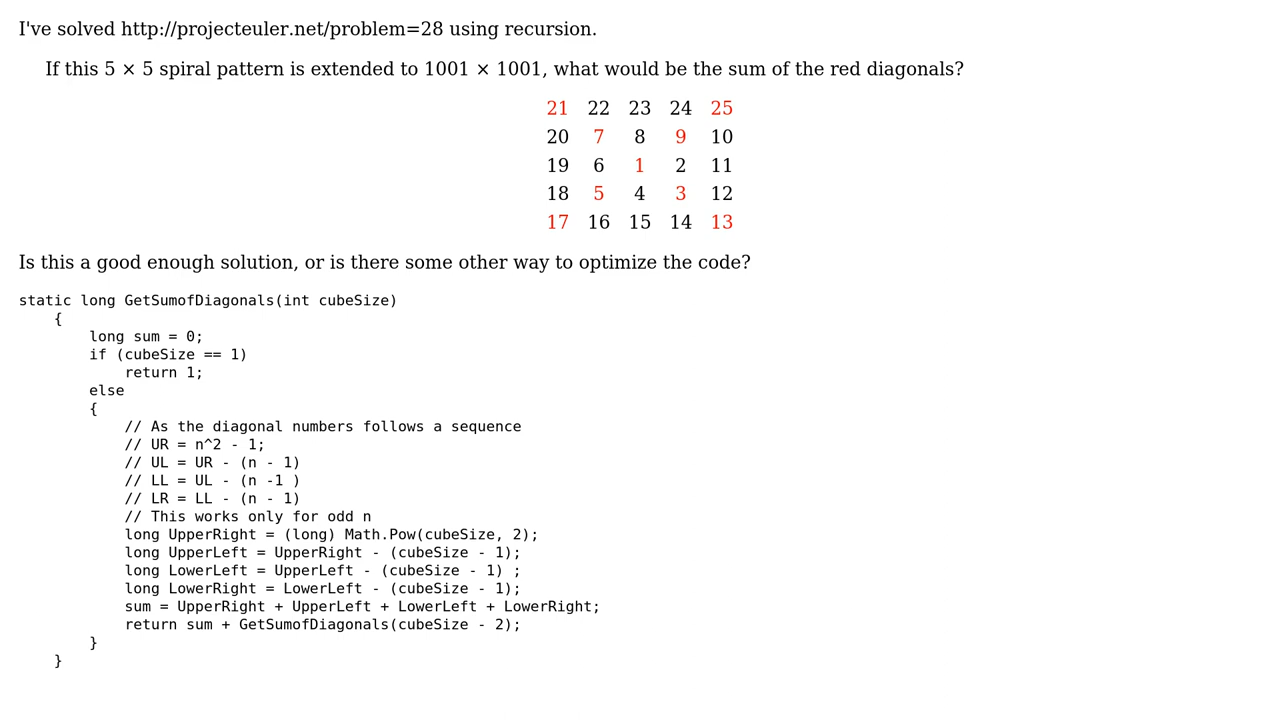 I've solved http://projecteuler.net/problem=28 using recursion.
If this 5 × 5 spiral pattern is extended to 1001 × 1001, what would be the sum of the red diagonals?
21 22 23 24 25
20 7 8 9 10
19 6 1 2 11
18 5 4 3 12
17 16 15 14 13
Is this a good enough solution, or is there some other way to optimize the code?
static long GetSumofDiagonals(int cubeSize)
    {
        long sum = 0;
        if (cubeSize == 1)
            return 1;
        else
        {
            // As the diagonal numbers follows a sequence
            // UR = n^2 - 1;
            // UL = UR - (n - 1)
            // LL = UL - (n -1 )
            // LR = LL - (n - 1)
            // This works only for odd n
            long UpperRight = (long) Math.Pow(cubeSize, 2);
            long UpperLeft = UpperRight - (cubeSize - 1);
            long LowerLeft = UpperLeft - (cubeSize - 1) ;
            long LowerRight = LowerLeft - (cubeSize - 1);
            sum = UpperRight + UpperLeft + LowerLeft + LowerRight;
            return sum + GetSumofDiagonals(cubeSize - 2);
        }
    }